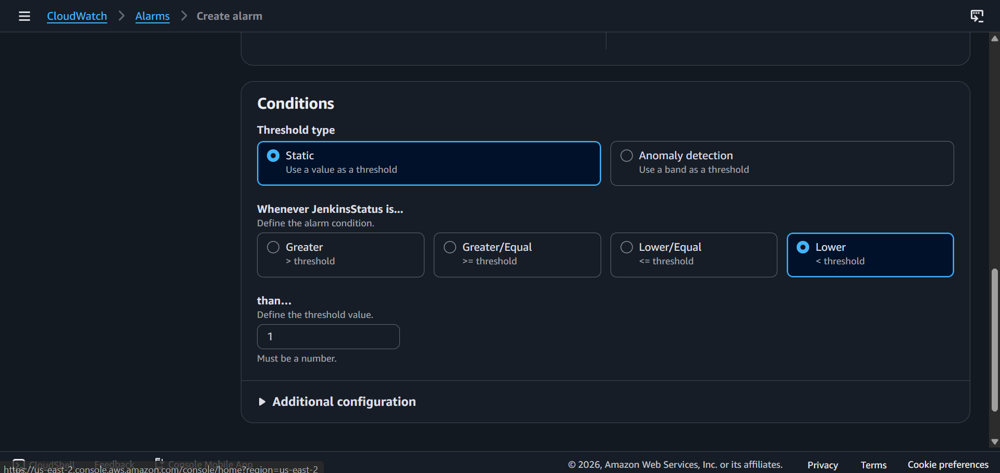 CloudWatch > Alarms > Create alarm
Conditions
Threshold type
Static
Use a value as a threshold
Anomaly detection
Use a band as a threshold
Whenever JenkinsStatus is...
Define the alarm condition.
Greater
> threshold
Greater/Equal
>= threshold
Lower/Equal
<= threshold
Lower
< threshold
than...
Define the threshold value.
1
Must be a number.
Additional configuration
CloudShell Feedback Console Mobile App © 2026, Amazon Web Services, Inc. or its affiliates. Privacy Terms Cookie preferences
https://us-east-2.console.aws.amazon.com/console/home?region=us-east-2